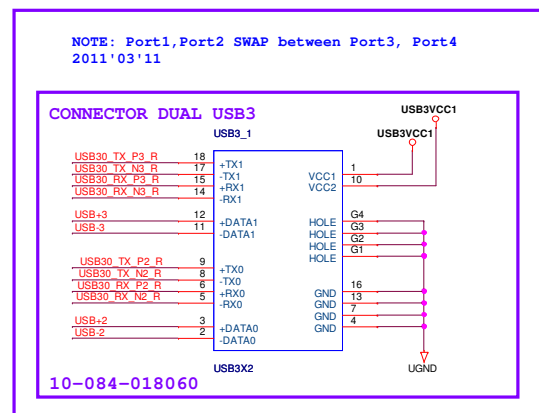 NOTE: Port1,Port2 SWAP between Port3, Port4
2011'03'11
CONNECTOR DUAL USB3
USB3VCC1
USB3_1
USB3VCC1
USB30_TX_P3_R 18 +TX1
USB30_TX_N3_R 17 -TX1
USB30_RX_P3_R 15 +RX1
USB30_RX_N3_R 14 -RX1
1 VCC1
10 VCC2
USB+3 12 +DATA1
USB-3 11 -DATA1
HOLE G4
HOLE G3
HOLE G2
HOLE G1
USB30_TX_P2_R 9 +TX0
USB30_TX_N2_R 8 -TX0
USB30_RX_P2_R 6 +RX0
USB30_RX_N2_R 5 -RX0
GND 16
GND 13
GND 7
GND 4
USB+2 3 +DATA0
USB-2 2 -DATA0
USB3X2
UGND
10-084-018060